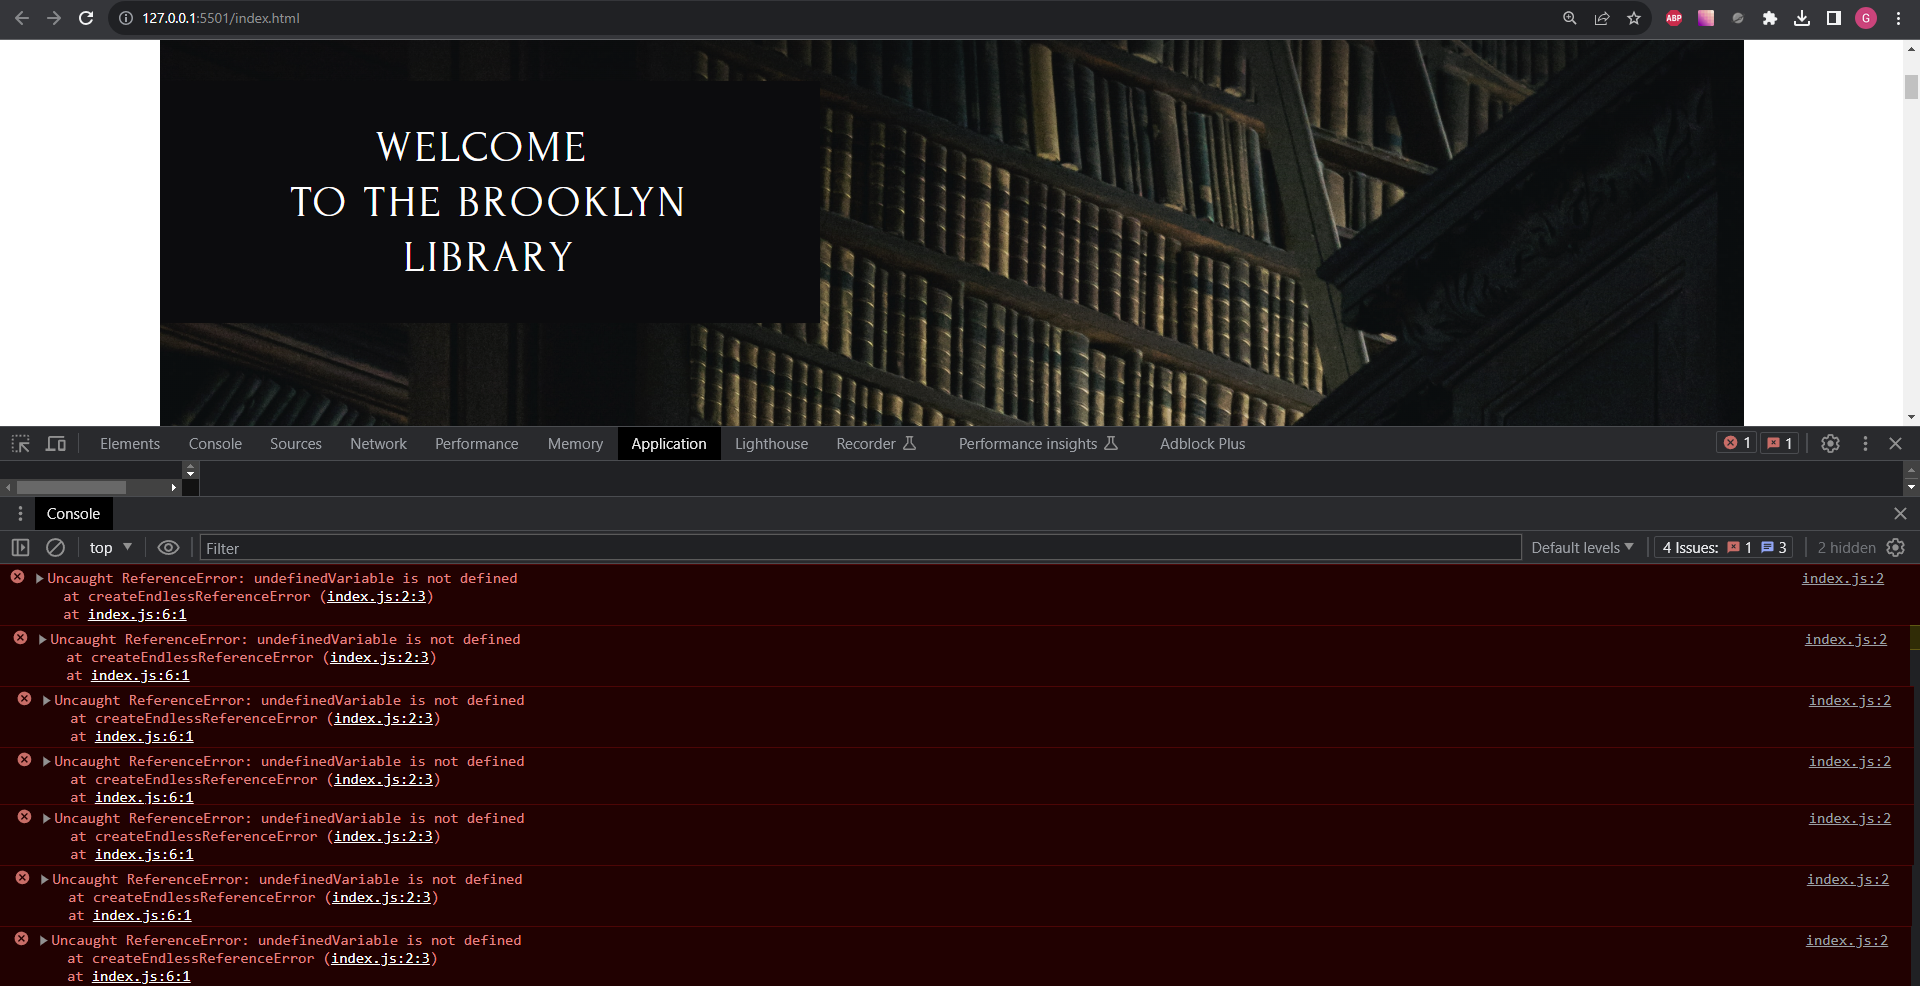 127.0.0.1:5501/index.html
ABP
G
WELCOME
TO THE BROOKLYN
LIBRARY
Elements Console Sources Network Performance Memory Application Lighthouse Recorder Performance insights Adblock Plus 1 1
Console
top Filter Default levels 4 Issues: 1 3 2 hidden
Uncaught ReferenceError: undefinedVariable is not defined index.js:2
at createEndlessReferenceError (index.js:2:3)
at index.js:6:1
Uncaught ReferenceError: undefinedVariable is not defined index.js:2
at createEndlessReferenceError (index.js:2:3)
at index.js:6:1
Uncaught ReferenceError: undefinedVariable is not defined index.js:2
at createEndlessReferenceError (index.js:2:3)
at index.js:6:1
Uncaught ReferenceError: undefinedVariable is not defined index.js:2
at createEndlessReferenceError (index.js:2:3)
at index.js:6:1
Uncaught ReferenceError: undefinedVariable is not defined index.js:2
at createEndlessReferenceError (index.js:2:3)
at index.js:6:1
Uncaught ReferenceError: undefinedVariable is not defined index.js:2
at createEndlessReferenceError (index.js:2:3)
at index.js:6:1
Uncaught ReferenceError: undefinedVariable is not defined index.js:2
at createEndlessReferenceError (index.js:2:3)
at index.js:6:1